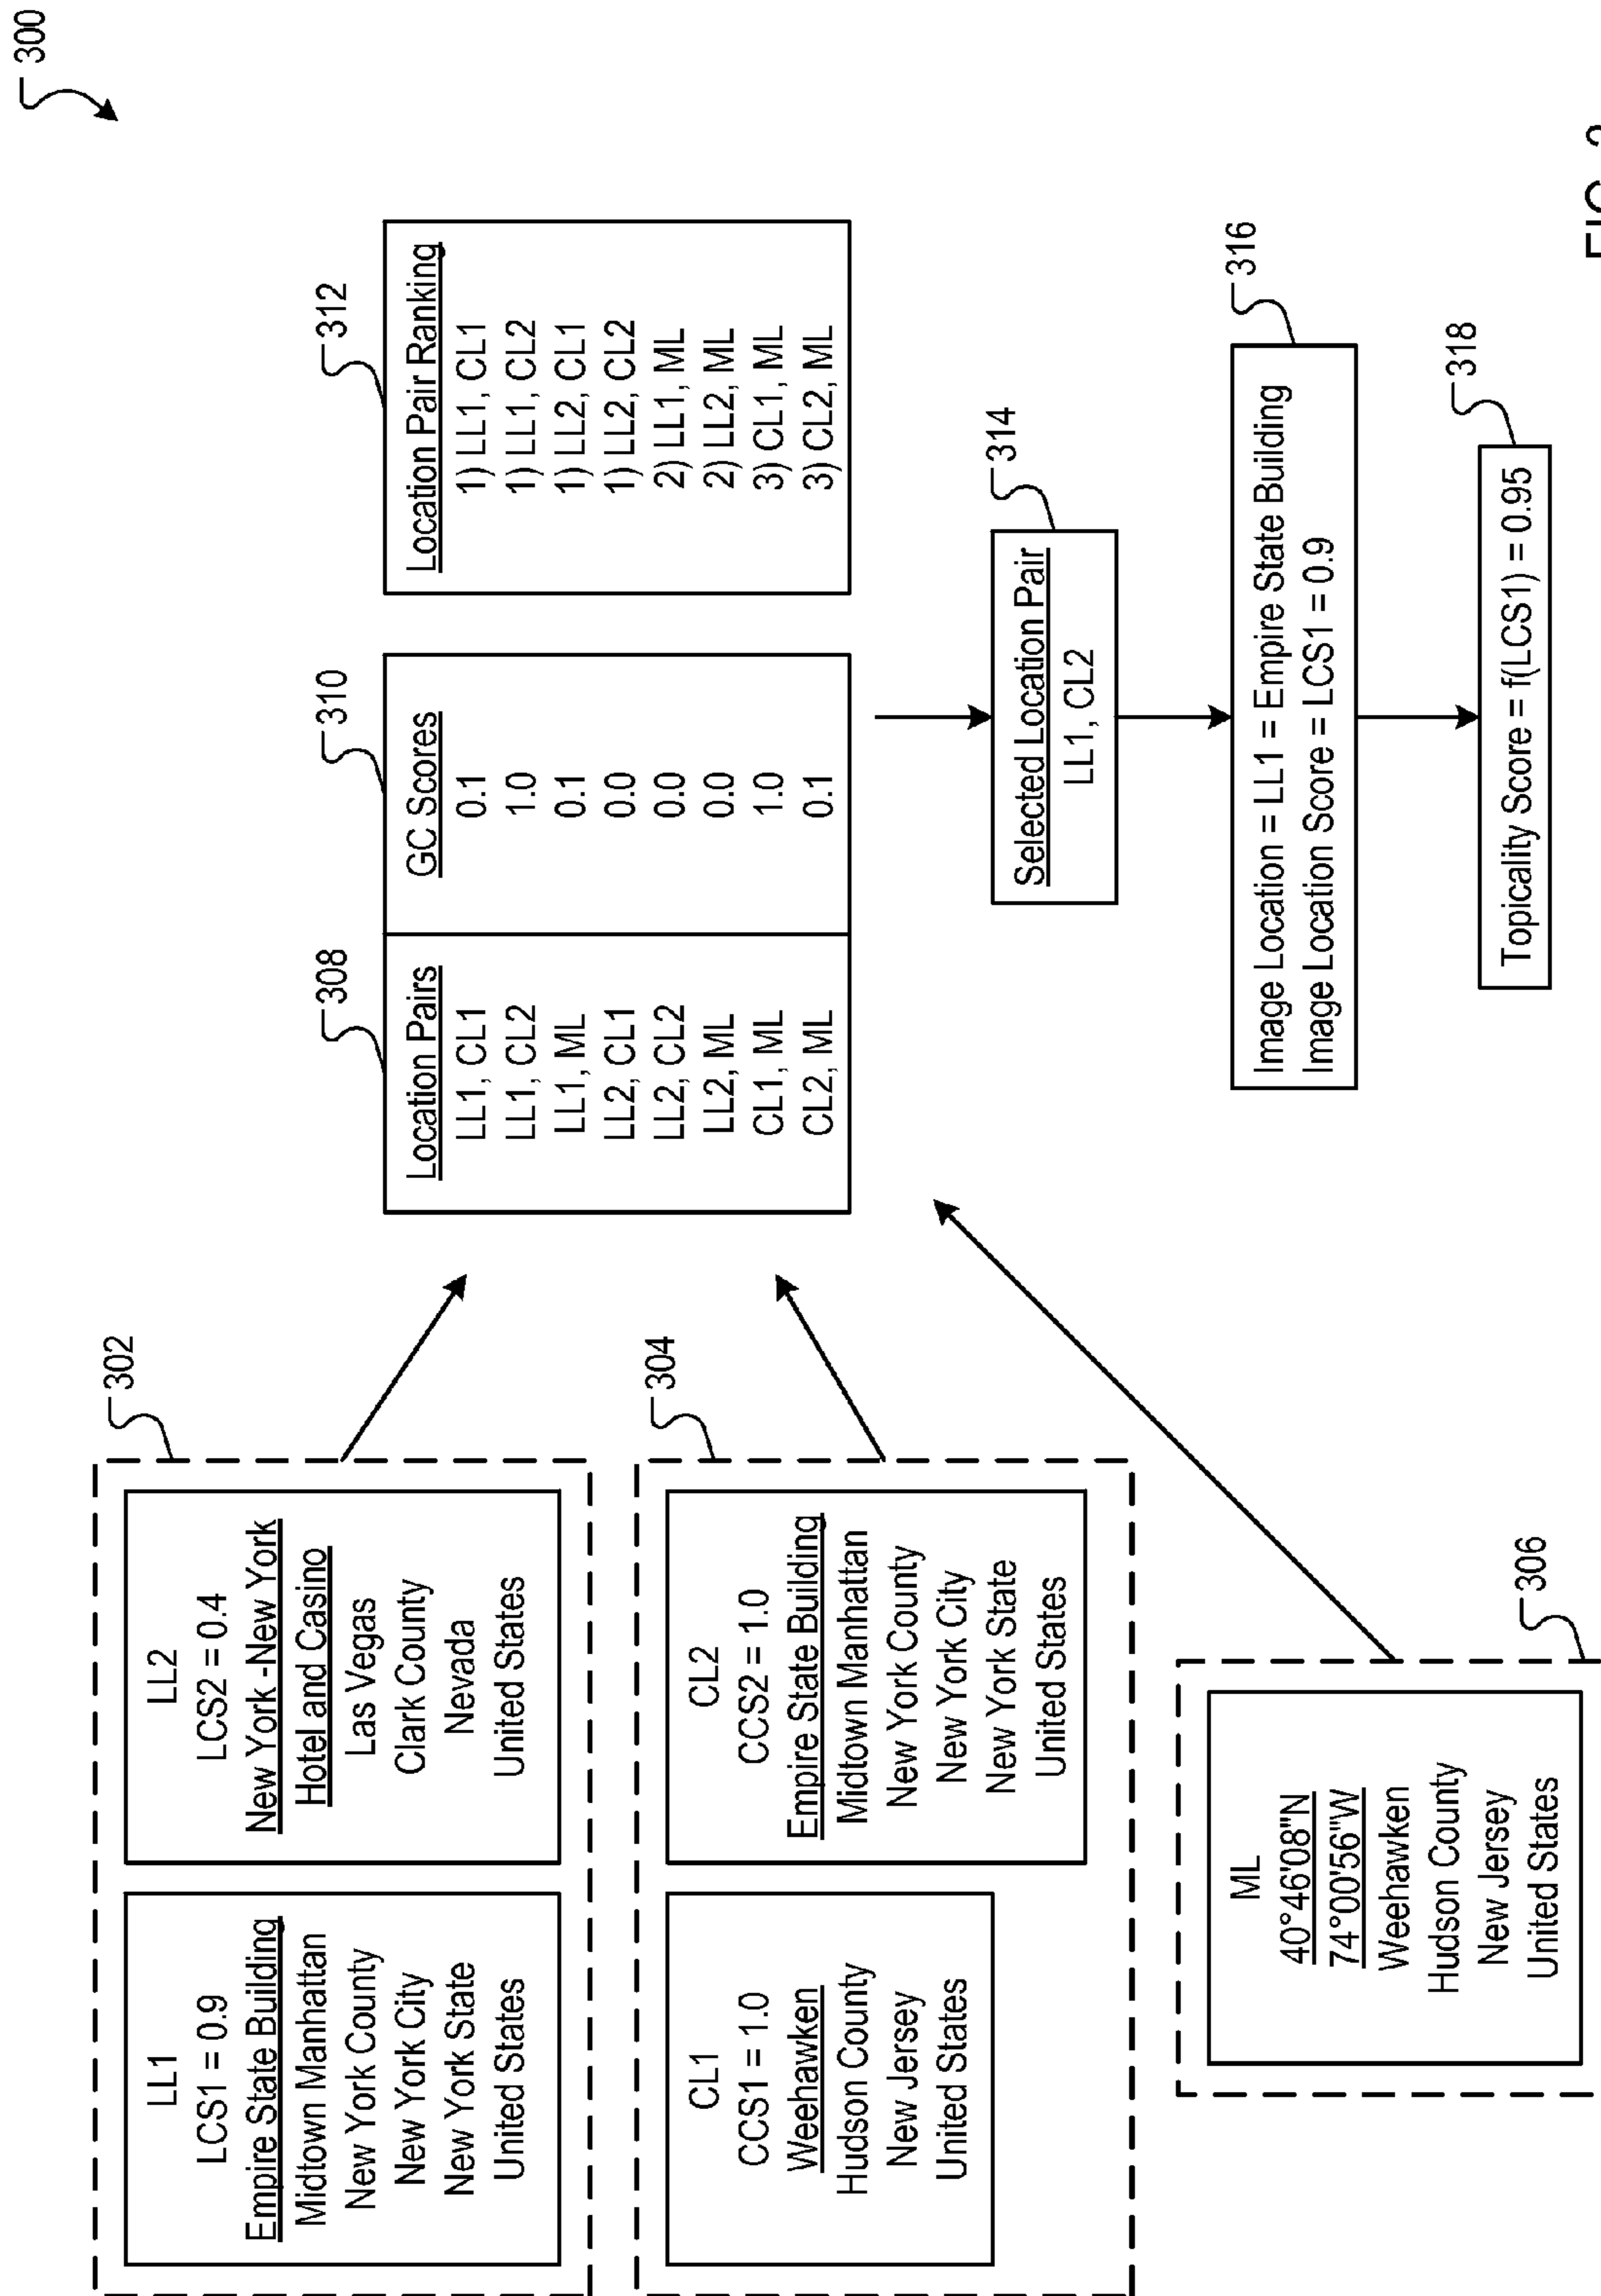 300
302
LL1
LCS1 = 0.9
Empire State Building
Midtown Manhattan
New York County
New York City
New York State
United States
LL2
LCS2 = 0.4
New York -New York
Hotel and Casino
Las Vegas
Clark County
Nevada
United States
304
CL1
CCS1 = 1.0
Weehawken
Hudson County
New Jersey
United States
CL2
CCS2 = 1.0
Empire State Building
Midtown Manhattan
New York County
New York City
New York State
United States
306
ML
40°46'08"N
74°00'56"W
Weehawken
Hudson County
New Jersey
United States
308
Location Pairs
LL1, CL1
LL1, CL2
LL1, ML
LL2, CL1
LL2, CL2
LL2, ML
CL1, ML
CL2, ML
310
GC Scores
0.1
1.0
0.1
0.0
0.0
0.0
1.0
0.1
312
Location Pair Ranking
1) LL1, CL1
1) LL1, CL2
1) LL2, CL1
1) LL2, CL2
2) LL1, ML
2) LL2, ML
3) CL1, ML
3) CL2, ML
314
Selected Location Pair
LL1, CL2
316
Image Location = LL1 = Empire State Building
Image Location Score = LCS1 = 0.9
318
Topicality Score = f(LCS1) = 0.95